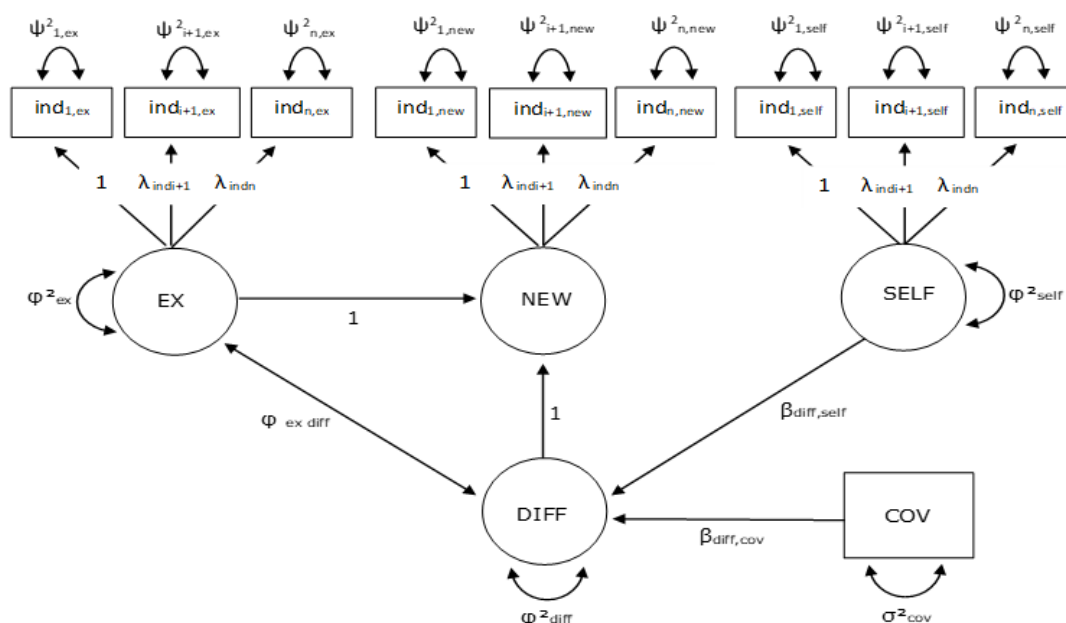 ψ²₁,ex ψ²ᵢ₊₁,ex ψ²ₙ,ex ψ²₁,new ψ²ᵢ₊₁,new ψ²ₙ,new ψ²₁,self ψ²ᵢ₊₁,self ψ²ₙ,self
ind₁,ex indᵢ₊₁,ex indₙ,ex ind₁,new indᵢ₊₁,new indₙ,new ind₁,self indᵢ₊₁,self indₙ,self
1 λindi+1 λindn 1 λindi+1 λindn 1 λindi+1 λindn
φ²ex EX NEW SELF φ²self
1
φ ex diff 1 βdiff,self
DIFF COV
βdiff,cov
φ²diff σ²cov